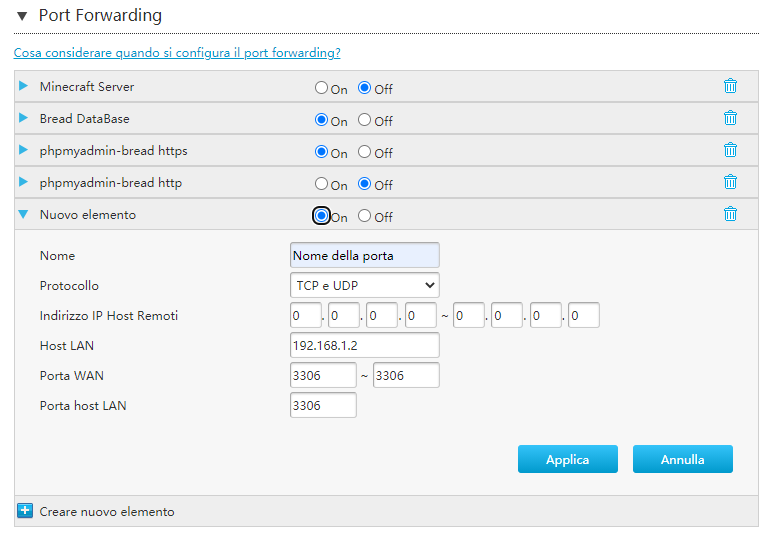 Port Forwarding
Cosa considerare quando si configura il port forwarding?
Minecraft Server On Off
Bread DataBase On Off
phpmyadmin-bread https On Off
phpmyadmin-bread http On Off
Nuovo elemento On Off
Nome Nome della porta
Protocollo TCP e UDP
Indirizzo IP Host Remoti 0 . 0 . 0 . 0 ~ 0 . 0 . 0 . 0
Host LAN 192.168.1.2
Porta WAN 3306 ~ 3306
Porta host LAN 3306
Applica Annulla
Creare nuovo elemento